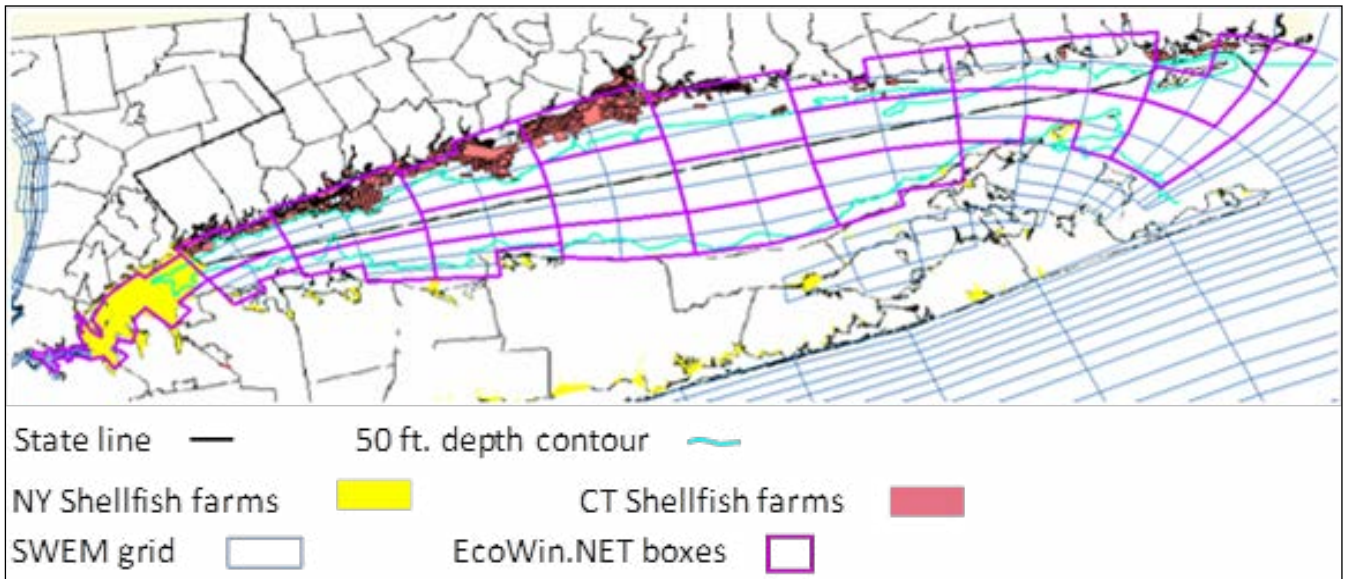 State line 50 ft. depth contour
NY Shellfish farms CT Shellfish farms
SWEM grid EcoWin.NET boxes